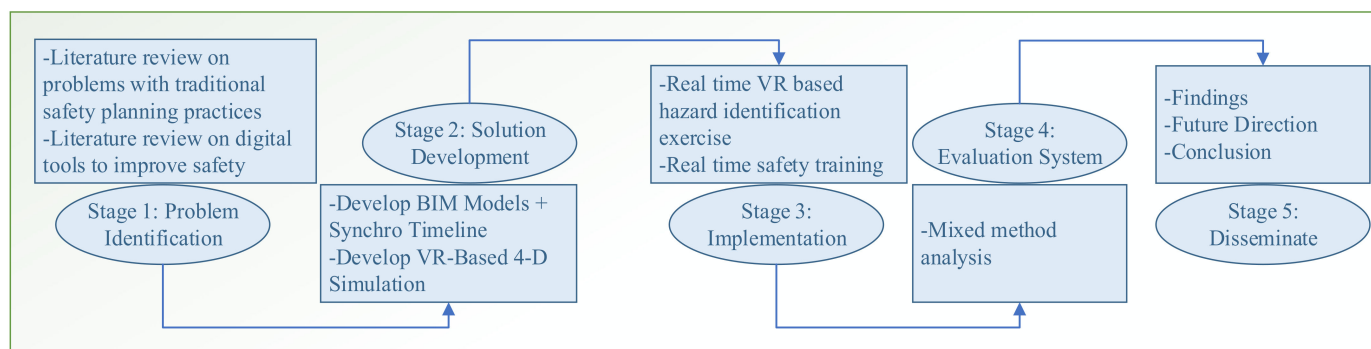 -Literature review on
problems with traditional
safety planning practices
-Literature review on digital
tools to improve safety
Stage 1: Problem
Identification
Stage 2: Solution
Development
-Develop BIM Models +
Synchro Timeline
-Develop VR-Based 4-D
Simulation
-Real time VR based
hazard identification
exercise
-Real time safety training
Stage 3:
Implementation
Stage 4:
Evaluation System
-Mixed method
analysis
-Findings
-Future Direction
-Conclusion
Stage 5:
Disseminate